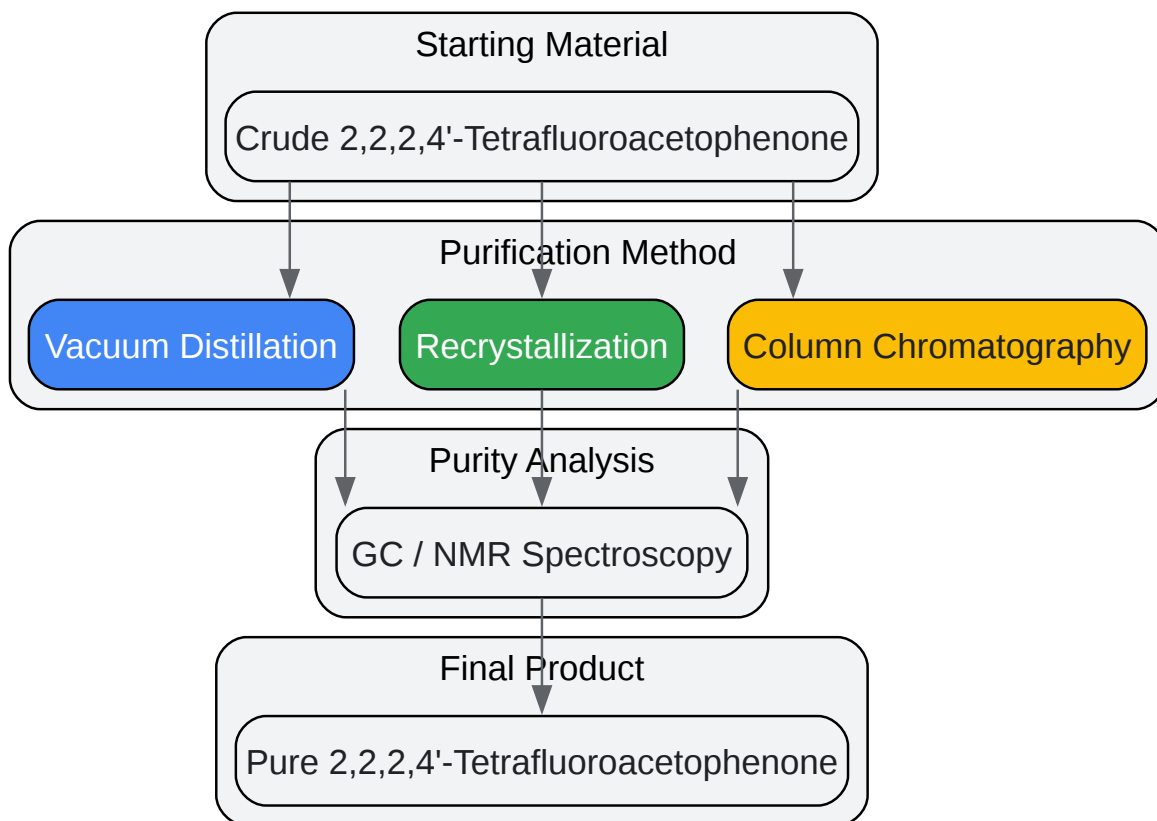 Starting Material
Crude 2,2,2,4'-Tetrafluoroacetophenone
Purification Method
Vacuum Distillation
Recrystallization
Column Chromatography
Purity Analysis
GC / NMR Spectroscopy
Final Product
Pure 2,2,2,4'-Tetrafluoroacetophenone